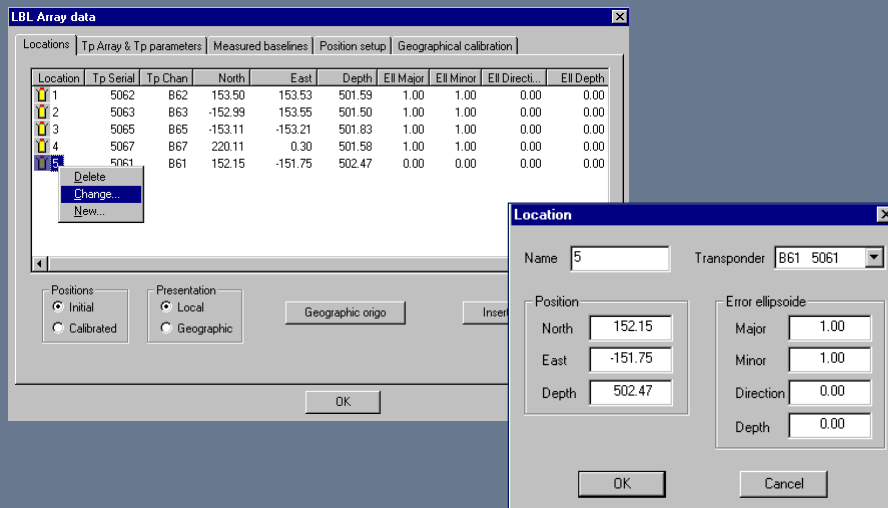 LBL Array data
Locations Tp Array & Tp parameters Measured baselines Position setup Geographical calibration
Location Tp Serial Tp Chan North East Depth Ell Major Ell Minor Ell Directi... Ell Depth
1 5062 B62 153.50 153.53 501.59 1.00 1.00 0.00 0.00
2 5063 B63 -152.99 153.55 501.50 1.00 1.00 0.00 0.00
3 5065 B65 -153.11 -153.21 501.83 1.00 1.00 0.00 0.00
4 5067 B67 220.11 0.30 501.58 1.00 1.00 0.00 0.00
5 5061 B61 152.15 -151.75 502.47 0.00 0.00 0.00 0.00
Delete
Change...
New...
Positions Presentation
Initial Local
Calibrated Geographic
Geographic origo Insert
OK
Location
Name 5 Transponder B61 5061
Position Error ellipsoide
North 152.15 Major 1.00
East -151.75 Minor 1.00
Depth 502.47 Direction 0.00
Depth 0.00
OK Cancel